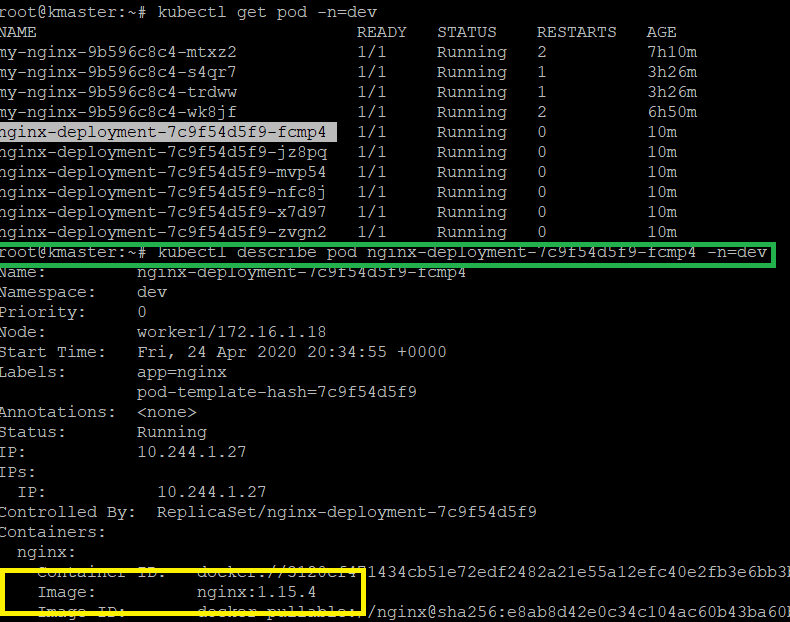 root@kmaster:~# kubectl get pod -n=dev
NAME READY STATUS RESTARTS AGE
my-nginx-9b596c8c4-mtxz2 1/1 Running 2 7h10m
my-nginx-9b596c8c4-s4qr7 1/1 Running 1 3h26m
my-nginx-9b596c8c4-trdww 1/1 Running 1 3h26m
my-nginx-9b596c8c4-wk8jf 1/1 Running 2 6h50m
nginx-deployment-7c9f54d5f9-fcmp4 1/1 Running 0 10m
nginx-deployment-7c9f54d5f9-jz8pq 1/1 Running 0 10m
nginx-deployment-7c9f54d5f9-mvp54 1/1 Running 0 10m
nginx-deployment-7c9f54d5f9-nfc8j 1/1 Running 0 10m
nginx-deployment-7c9f54d5f9-x7d97 1/1 Running 0 10m
nginx-deployment-7c9f54d5f9-zvgn2 1/1 Running 0 10m
root@kmaster:~# kubectl describe pod nginx-deployment-7c9f54d5f9-fcmp4 -n=dev
Name: nginx-deployment-7c9f54d5f9-fcmp4
Namespace: dev
Priority: 0
Node: worker1/172.16.1.18
Start Time: Fri, 24 Apr 2020 20:34:55 +0000
Labels: app=nginx
pod-template-hash=7c9f54d5f9
Annotations: <none>
Status: Running
IP: 10.244.1.27
IPs:
IP: 10.244.1.27
Controlled By: ReplicaSet/nginx-deployment-7c9f54d5f9
Containers:
nginx:
Container ID:
Image: nginx:1.15.4
Image ID: docker-pullable://nginx@sha256:e8ab8d42e0c34c104ac60b43ba60b